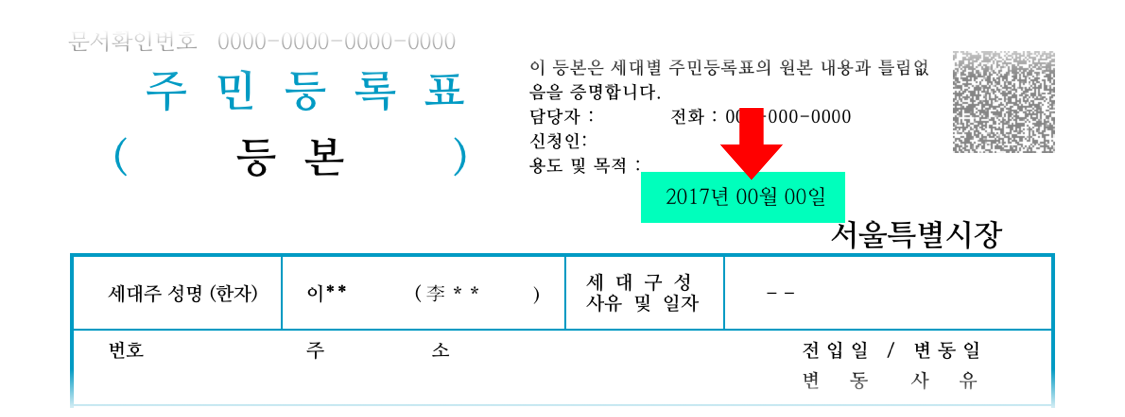 문서확인번호 0000-0000-0000-0000
주 민 등 록 표
( 등 본 )
이 등본은 세대별 주민등록표의 원본 내용과 틀림없
음을 증명합니다.
담당자 : 전화 : 000-000-0000
신청인:
용도 및 목적 :
2017년 00월 00일
서울특별시장
세대주 성명 (한자) 이** (李 * * )
세 대 구 성
사유 및 일자
– –
번호 주 소
전 입 일 / 변 동 일
변 동 사 유